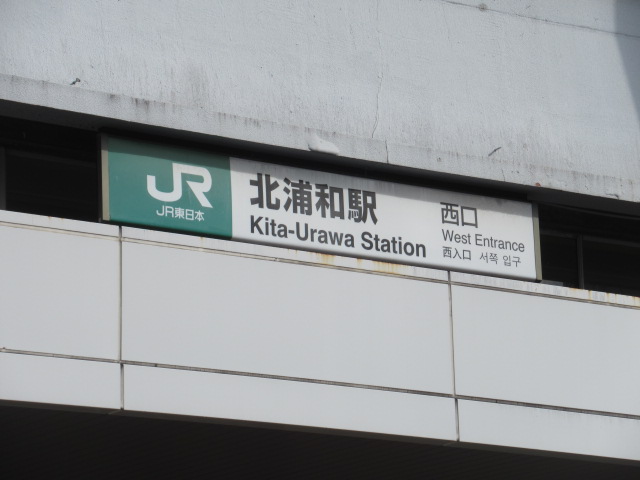 JR
JR東日本
北浦和駅
Kita-Urawa Station
西口
West Entrance
西入口 서쪽 입구